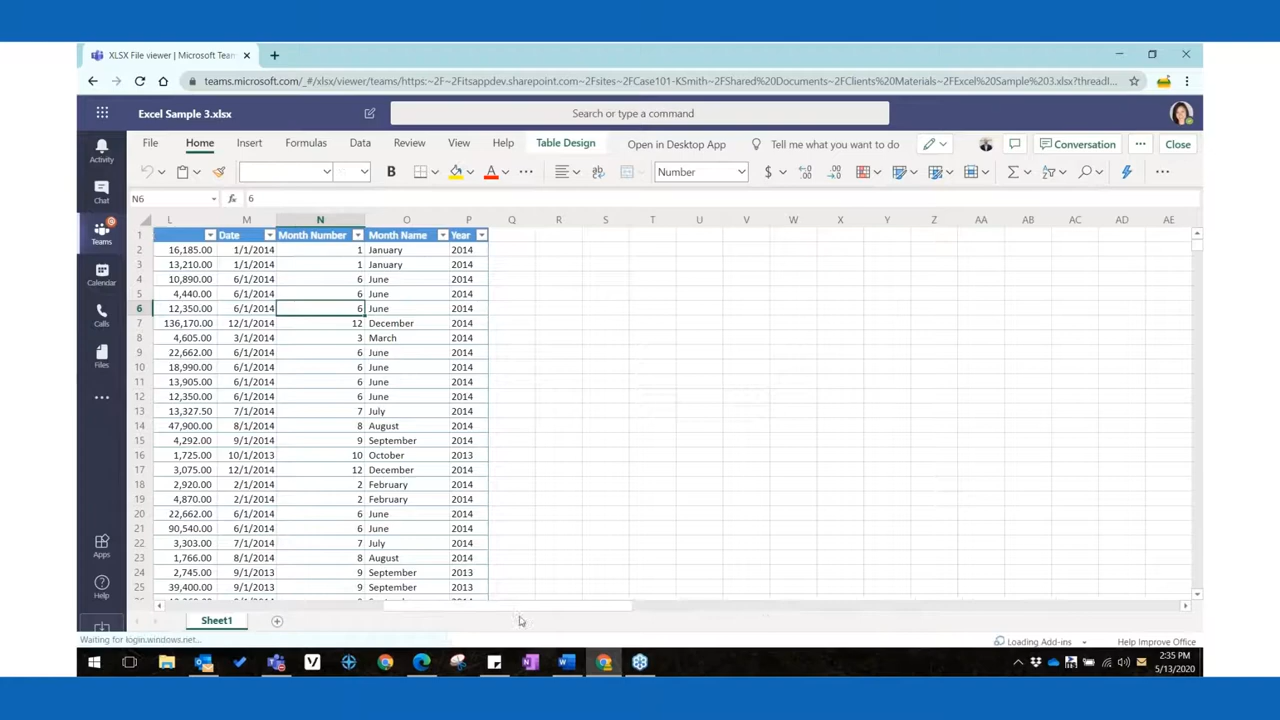 XLSX File viewer | Microsoft Team
teams.microsoft.com/_#/xlsx/viewer/teams/https:~2F~2Fitsappdev.sharepoint.com~2Fsites~2FCase101-KSmith~2FShared%20Documents~2FClients%20Materials~2FExcel%20Sample%203.xlsx?threadI...
Excel Sample 3.xlsx Search or type a command
File Home Insert Formulas Data Review View Help Table Design Open in Desktop App Tell me what you want to do Conversation ... Close
B A ... Number $ ...
N6 fx 6
L M N O P Q R S T U V W X Y Z AA AB AC AD AE
1 Date Month Number Month Name Year
2 16,185.00 1/1/2014 1 January 2014
3 13,210.00 1/1/2014 1 January 2014
4 10,890.00 6/1/2014 6 June 2014
5 4,440.00 6/1/2014 6 June 2014
6 12,350.00 6/1/2014 6 June 2014
7 136,170.00 12/1/2014 12 December 2014
8 4,605.00 3/1/2014 3 March 2014
9 22,662.00 6/1/2014 6 June 2014
10 18,990.00 6/1/2014 6 June 2014
11 13,905.00 6/1/2014 6 June 2014
12 12,350.00 6/1/2014 6 June 2014
13 13,327.50 7/1/2014 7 July 2014
14 47,900.00 8/1/2014 8 August 2014
15 4,292.00 9/1/2014 9 September 2014
16 1,725.00 10/1/2013 10 October 2013
17 3,075.00 12/1/2014 12 December 2014
18 2,920.00 2/1/2014 2 February 2014
19 4,870.00 2/1/2014 2 February 2014
20 22,662.00 6/1/2014 6 June 2014
21 90,540.00 6/1/2014 6 June 2014
22 3,303.00 7/1/2014 7 July 2014
23 1,766.00 8/1/2014 8 August 2014
24 2,745.00 9/1/2013 9 September 2013
25 39,400.00 9/1/2013 9 September 2013
Activity
Chat
Teams
Calendar
Calls
Files
Apps
Help
Sheet1
Waiting for login.windows.net... Loading Add-ins Help Improve Office
2:35 PM
5/13/2020